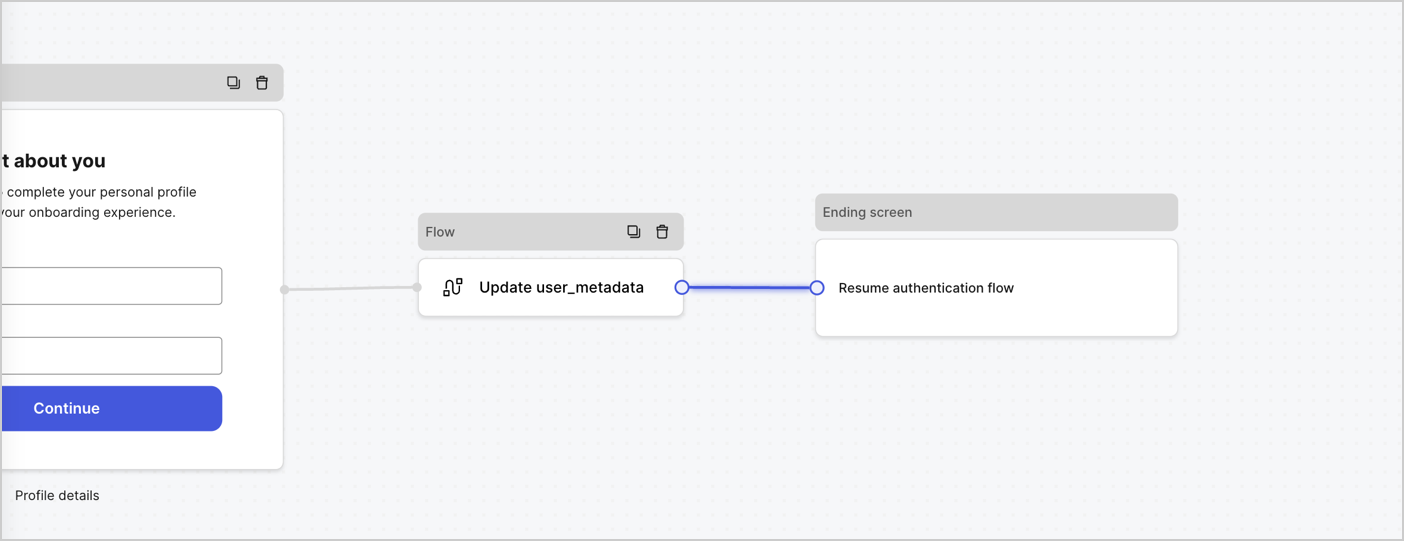 t about you
complete your personal profile
your onboarding experience.
Continue
Profile details
Flow
Update user_metadata
Ending screen
Resume authentication flow